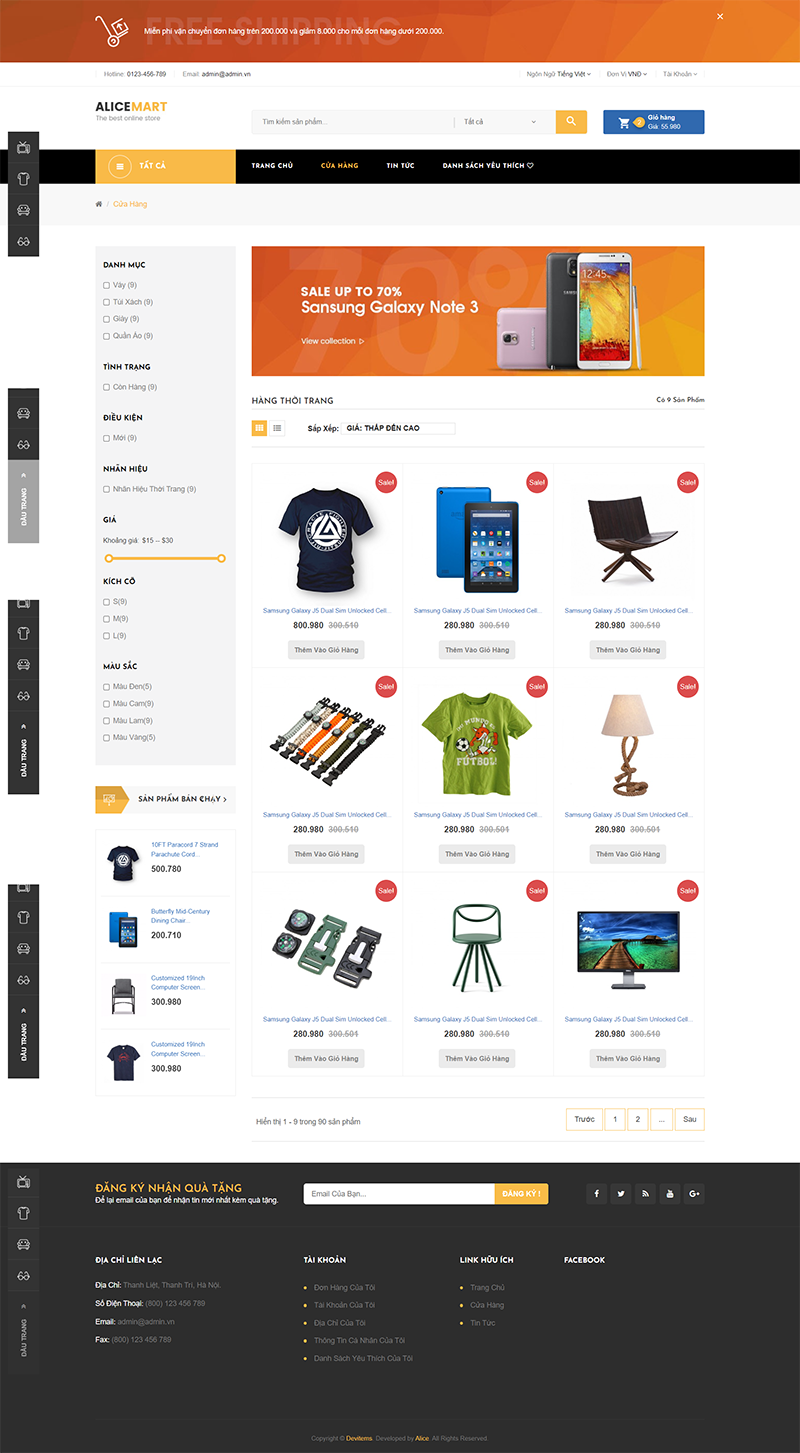 FREE SHIPPING
Miễn phí vận chuyển đơn hàng trên 200.000 và giảm 8.000 cho mỗi đơn hàng dưới 200.000.
Hotline: 0123-456-789
Email: admin@admin.vn
Ngôn Ngữ Tiếng Việt
Đơn Vị VNĐ
Tài Khoản
ALICEMART
The best online store
Tìm kiếm sản phẩm...
Tất cả
2
Giỏ hàng
Giá: 55.980
TẤT CẢ
TRANG CHỦ
CỬA HÀNG
TIN TỨC
DANH SÁCH YÊU THÍCH
/ Cửa Hàng
DANH MỤC
Váy (9)
Túi Xách (9)
Giày (9)
Quần Áo (9)
TÌNH TRẠNG
Còn Hàng (9)
ĐIỀU KIỆN
Mới (9)
NHÃN HIỆU
Nhãn Hiệu Thời Trang (9)
GIÁ
Khoảng giá: $15 – $30
KÍCH CỠ
S(9)
M(9)
L(9)
MÀU SẮC
Màu Đen(5)
Màu Cam(9)
Màu Lam(9)
Màu Vàng(5)
SẢN PHẨM BÁN CHẠY
10FT Paracord 7 Strand
Parachute Cord...
500.780
Butterfly Mid-Century
Dining Chair...
200.710
Customized 19Inch
Computer Screen...
300.980
Customized 19Inch
Computer Screen...
300.980
70%
SALE UP TO 70%
Sansung Galaxy Note 3
View collection
12:45
HÀNG THỜI TRANG
Có 9 Sản Phẩm
Sắp Xếp:
GIÁ: THẤP ĐẾN CAO
Sale!
Sale!
Sale!
Samsung Galaxy J5 Dual Sim Unlocked Cell...
Samsung Galaxy J5 Dual Sim Unlocked Cell...
Samsung Galaxy J5 Dual Sim Unlocked Cell...
800.980 300.510
280.980 300.510
280.980 300.510
Thêm Vào Giỏ Hàng
Thêm Vào Giỏ Hàng
Thêm Vào Giỏ Hàng
Sale!
Sale!
Sale!
MUNDO
FUTBOL!
Samsung Galaxy J5 Dual Sim Unlocked Cell...
Samsung Galaxy J5 Dual Sim Unlocked Cell...
Samsung Galaxy J5 Dual Sim Unlocked Cell...
280.980 300.510
280.980 300.501
280.980 300.501
Thêm Vào Giỏ Hàng
Thêm Vào Giỏ Hàng
Thêm Vào Giỏ Hàng
Sale!
Sale!
Sale!
Samsung Galaxy J5 Dual Sim Unlocked Cell...
Samsung Galaxy J5 Dual Sim Unlocked Cell...
Samsung Galaxy J5 Dual Sim Unlocked Cell...
280.980 300.501
280.980 300.510
280.980 300.510
Thêm Vào Giỏ Hàng
Thêm Vào Giỏ Hàng
Thêm Vào Giỏ Hàng
Hiển thị 1 - 9 trong 90 sản phẩm
Trước
1
2
...
Sau
ĐẦU TRANG
ĐẦU TRANG
ĐẦU TRANG
ĐẦU TRANG
ĐĂNG KÝ NHẬN QUÀ TẶNG
Để lại email của bạn để nhận tin mới nhất kèm quà tặng.
Email Của Bạn...
ĐĂNG KÝ !
ĐỊA CHỈ LIÊN LẠC
Địa Chỉ: Thanh Liệt, Thanh Trì, Hà Nội.
Số Điện Thoại: (800) 123 456 789
Email: admin@admin.vn
Fax: (800) 123 456 789
TÀI KHOẢN
Đơn Hàng Của Tôi
Tài Khoản Của Tôi
Địa Chỉ Của Tôi
Thông Tin Cá Nhân Của Tôi
Danh Sách Yêu Thích Của Tôi
LINK HỮU ÍCH
Trang Chủ
Cửa Hàng
Tin Tức
FACEBOOK
Copyright © Devitems. Developed by Alice. All Rights Reserved.